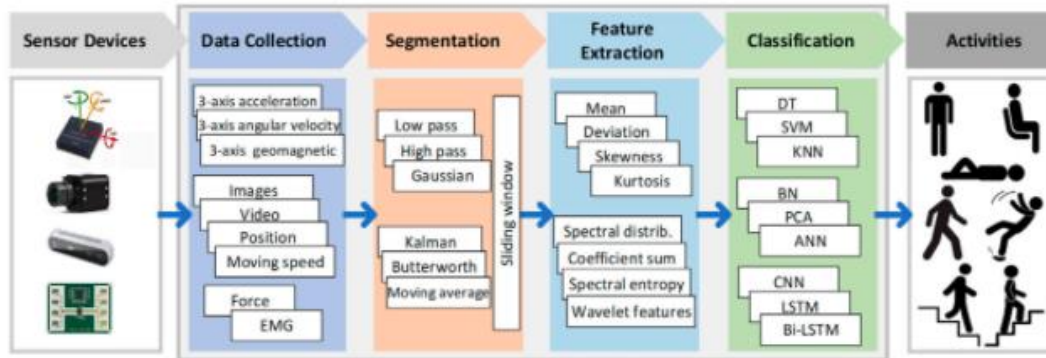 Sensor Devices
Data Collection
Segmentation
Feature
Extraction
Classification
Activities
3-axis acceleration
3-axis angular velocity
3-axis geomagnetic
Images
Video
Position
Moving speed
Force
EMG
Low pass
High pass
Gaussian
Kalman
Butterworth
Moving average
Sliding window
Mean
Deviation
Skewness
Kurtosis
Spectral distrib.
Coefficient sum
Spectral entropy
Wavelet features
DT
SVM
KNN
BN
PCA
ANN
CNN
LSTM
Bi-LSTM